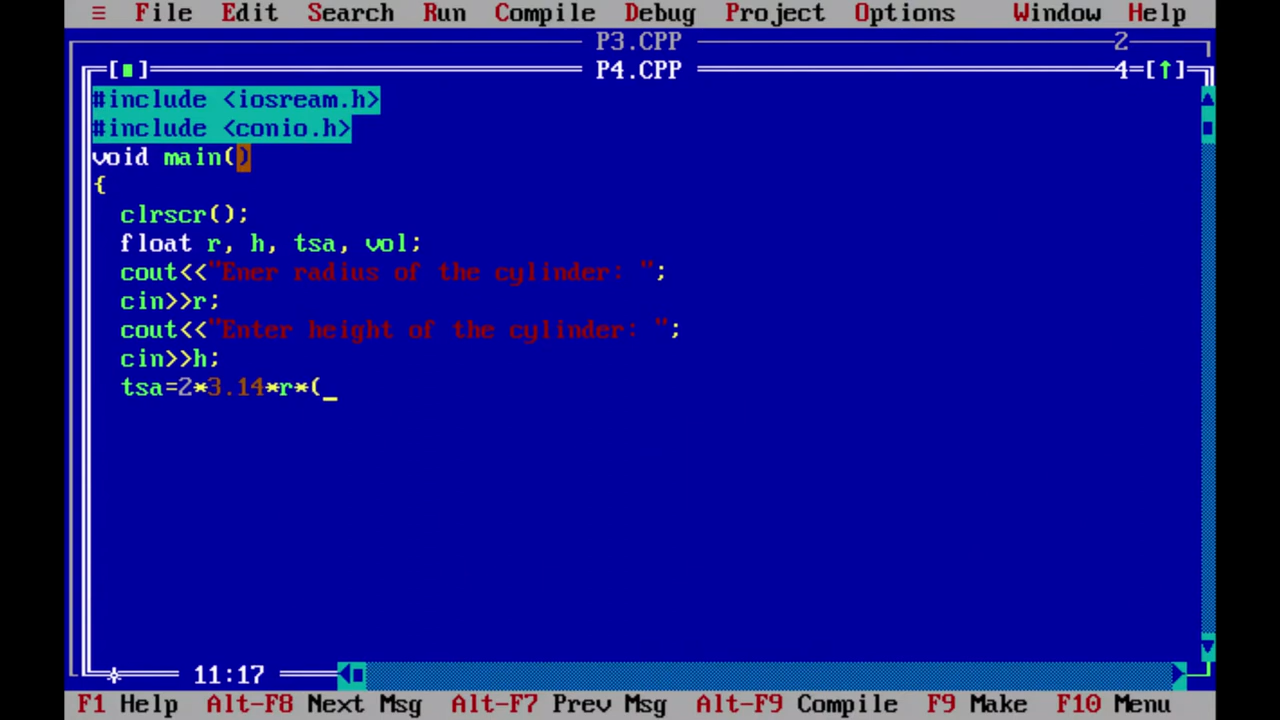 ≡ File Edit Search Run Compile Debug Project Options Window Help
P3.CPP 2
[■] P4.CPP 4=[↑]
#include <iosream.h>
#include <conio.h>
void main()
{
clrscr();
float r, h, tsa, vol;
cout<<"Ener radius of the cylinder: ";
cin>>r;
cout<<"Enter height of the cylinder: ";
cin>>h;
tsa=2*3.14*r*(_
11:17
F1 Help Alt-F8 Next Msg Alt-F7 Prev Msg Alt-F9 Compile F9 Make F10 Menu